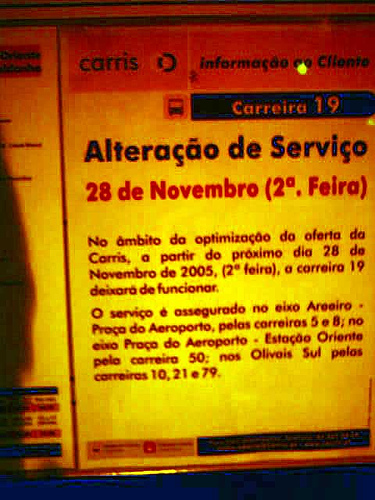 Oriente
carris informação ao Cliente
Carreira 19
Alteração de Serviço
28 de Novembro (2ª. Feira)
No âmbito da optimização da oferta da
Carris, a partir do próximo dia 28 de
Novembro de 2005, (2ª feira), a carreira 19
deixará de funcionar.
O serviço é assegurado no eixo Areeiro -
Praça do Aeroporto, pelas carreiras 5 e 8; no
eixo Praça do Aeroporto - Estação Oriente
pela carreira 50; nos Olivais Sul pelas
carreiras 10, 21 e 79.